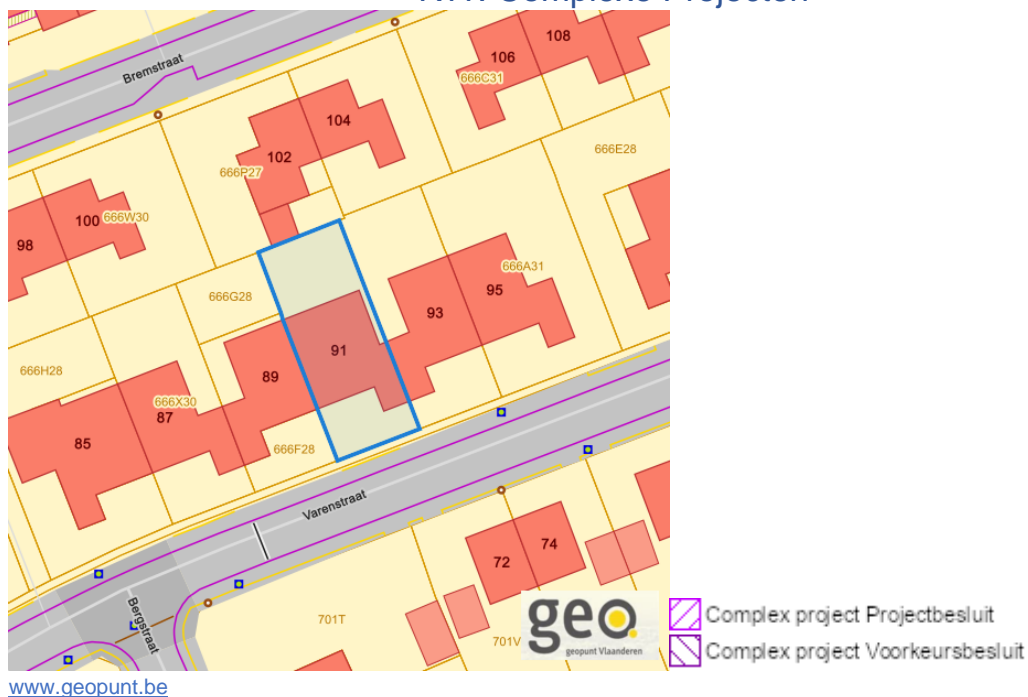 Bremstraat
108
106
666C31
104
102
666P27
666E28
100
666W30
98
666A31
95
666G28
93
91
89
666H28
666X30
87
85
666F28
Varenstraat
74
72
Bergstraat
701T
701V
geo.
geopunt Vlaanderen
Complex project Projectbesluit
Complex project Voorkeursbesluit
www.geopunt.be